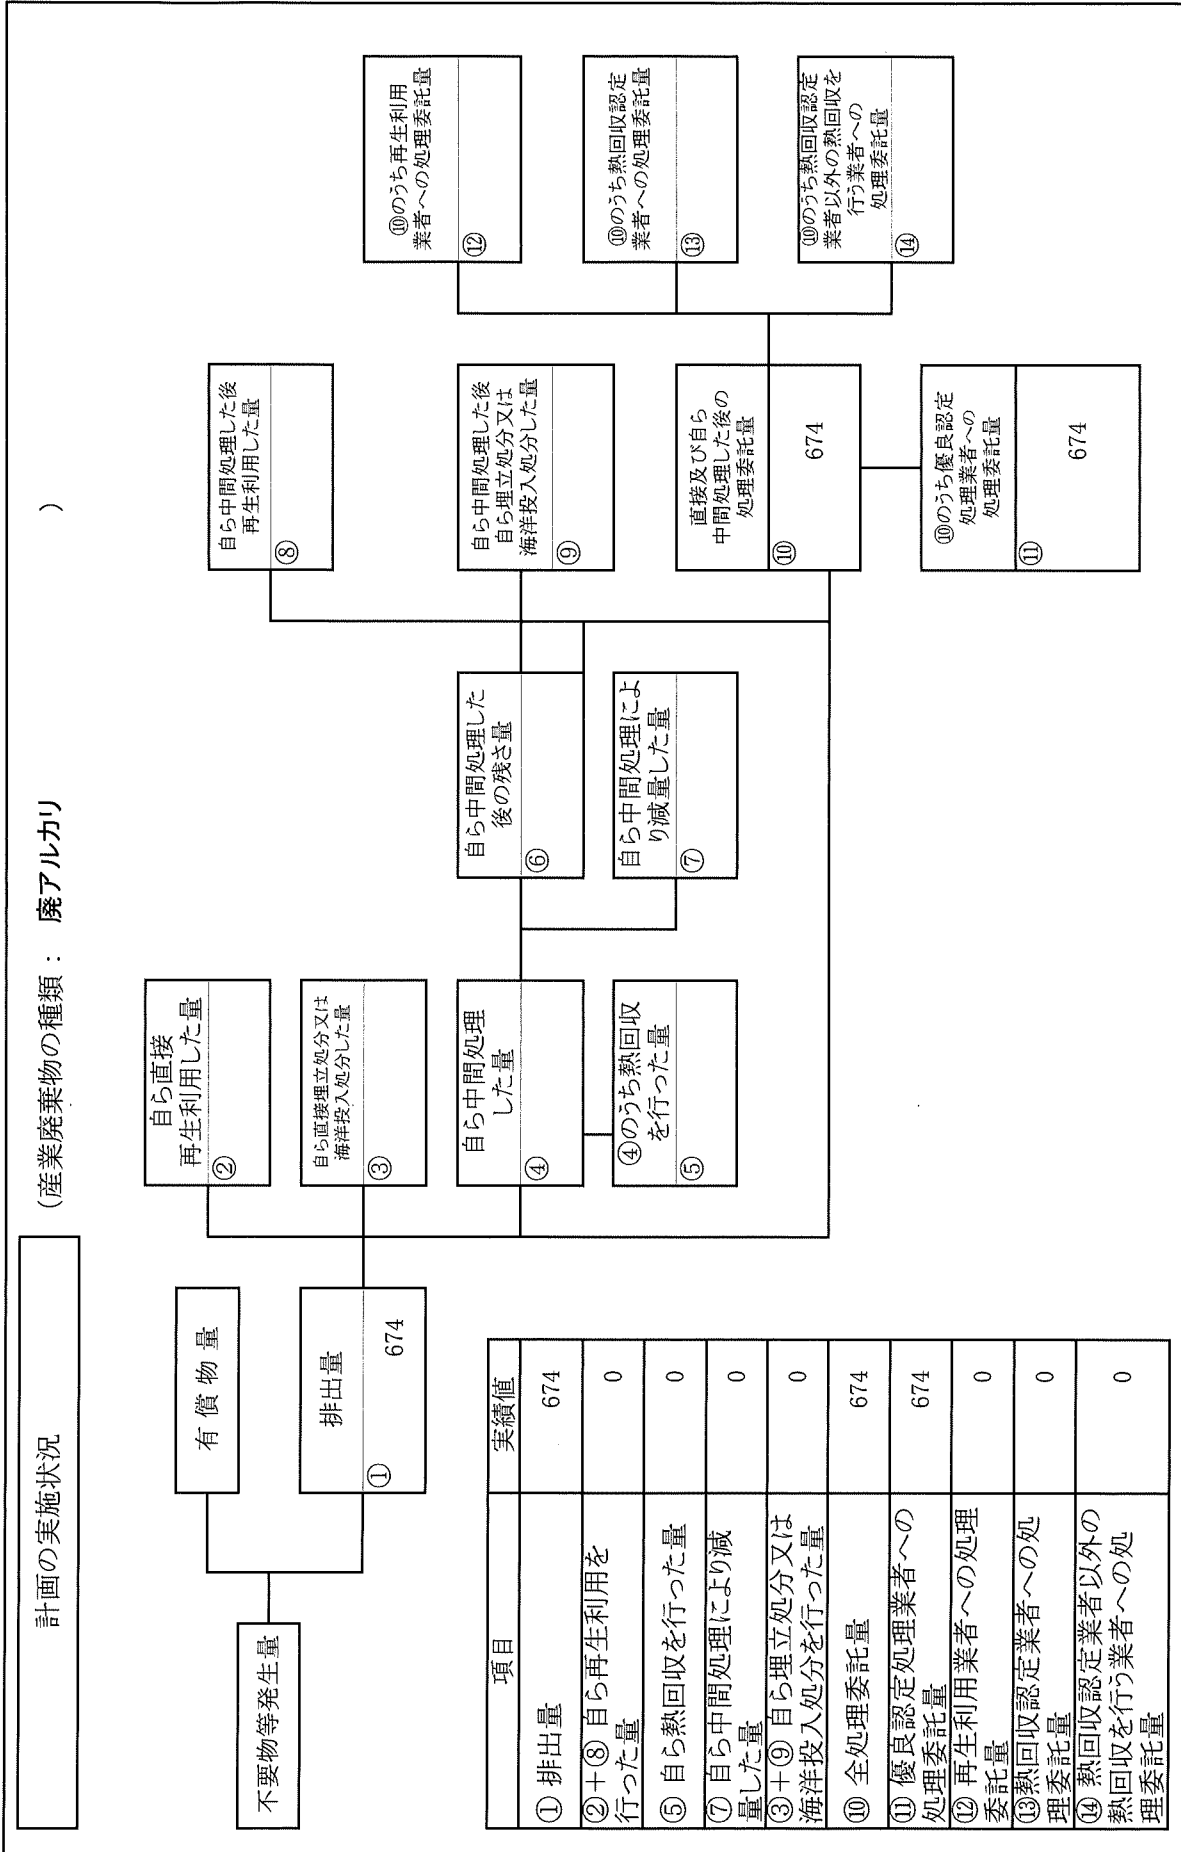 計画の実施状況
(産業廃棄物の種類： 廃アルカリ )
不要物等発生量
有償物量
排出量
① 674
自ら直接
再生利用した量
②
自ら直接埋立処分又は
海洋投入処分した量
③
自ら中間処理
した量
④
④のうち熱回収
を行った量
⑤
自ら中間処理した
後の残さ量
⑥
自ら中間処理によ
り減量した量
⑦
自ら中間処理した後
再生利用した量
⑧
自ら中間処理した後
自ら埋立処分又は
海洋投入処分した量
⑨
直接及び自ら
中間処理した後の
処理委託量
⑩ 674
⑩のうち優良認定
処理業者への
処理委託量
⑪ 674
⑩のうち再生利用
業者への処理委託量
⑫
⑩のうち熱回収認定
業者への処理委託量
⑬
⑩のうち熱回収認定
業者以外の熱回収を
行う業者への
処理委託量
⑭
項目 実績値
① 排出量 674
②＋⑧ 自ら再生利用を
行った量 0
⑤ 自ら熱回収を行った量 0
⑦ 自ら中間処理により減
量した量 0
③＋⑨ 自ら埋立処分又は
海洋投入処分を行った量 0
⑩ 全処理委託量 674
⑪ 優良認定処理業者への
処理委託量 674
⑫ 再生利用業者への処理
委託量 0
⑬熱回収認定業者への処
理委託量 0
⑭ 熱回収認定業者以外の
熱回収を行う業者への処
理委託量 0